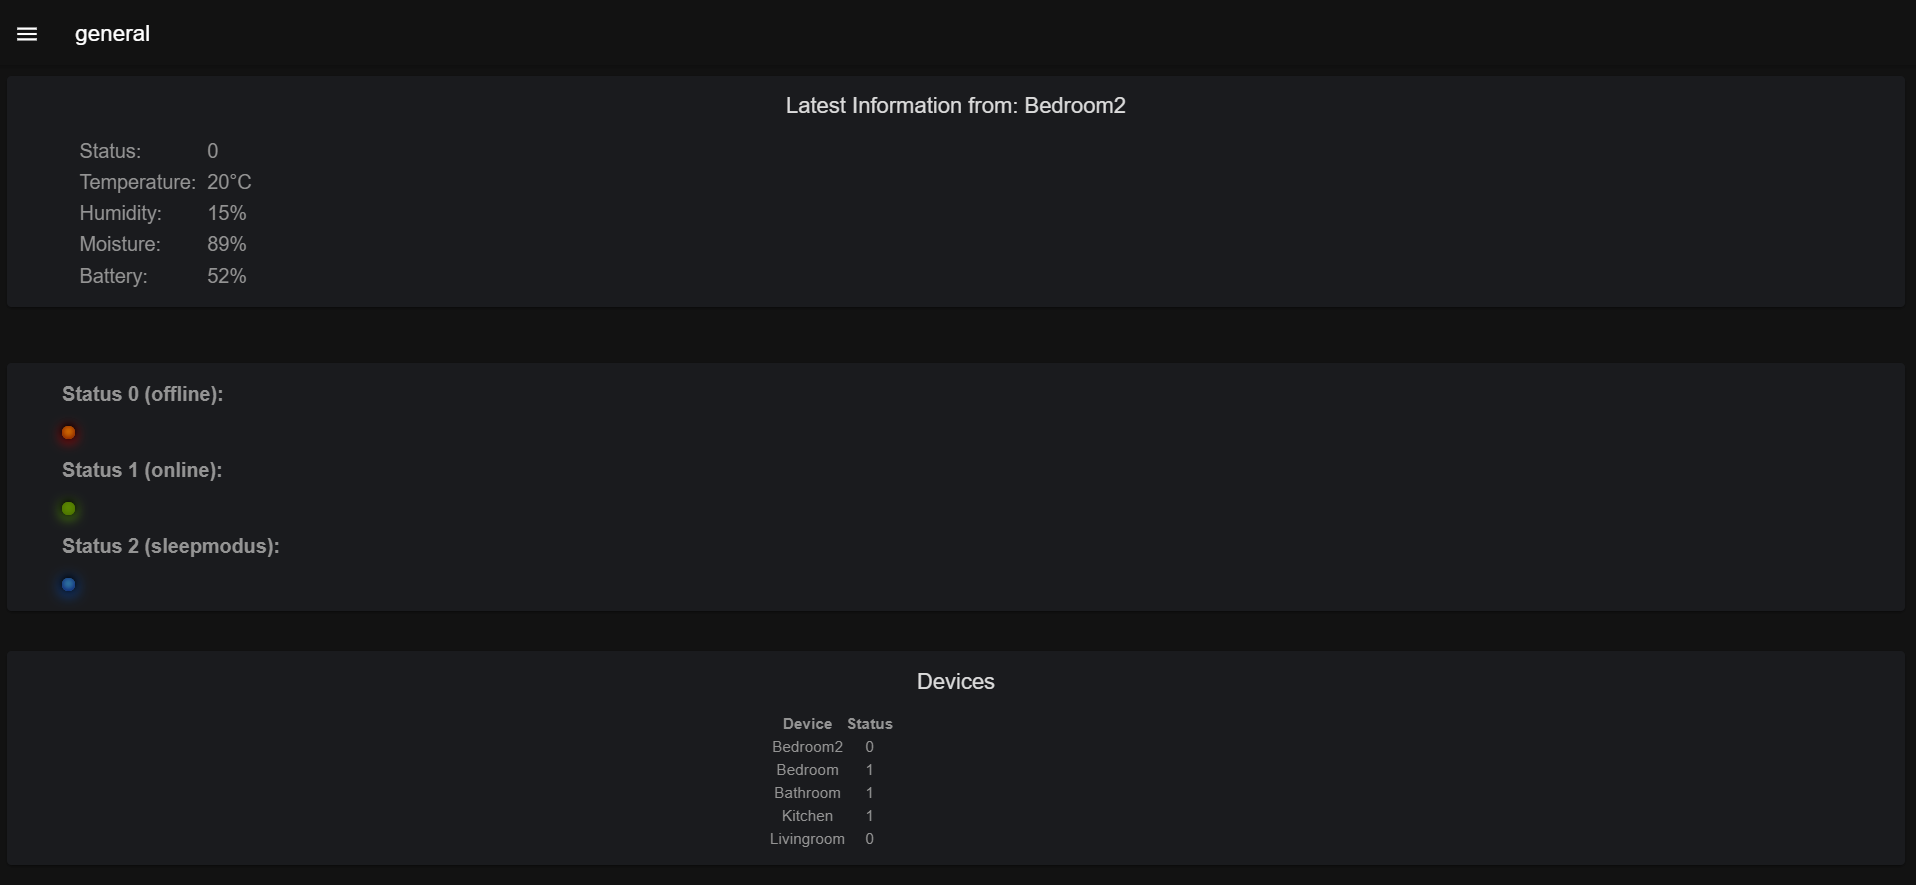 general
Latest Information from: Bedroom2
Status: 0
Temperature: 20°C
Humidity: 15%
Moisture: 89%
Battery: 52%
Status 0 (offline):
Status 1 (online):
Status 2 (sleepmodus):
Devices
Device Status
Bedroom2 0
Bedroom 1
Bathroom 1
Kitchen 1
Livingroom 0